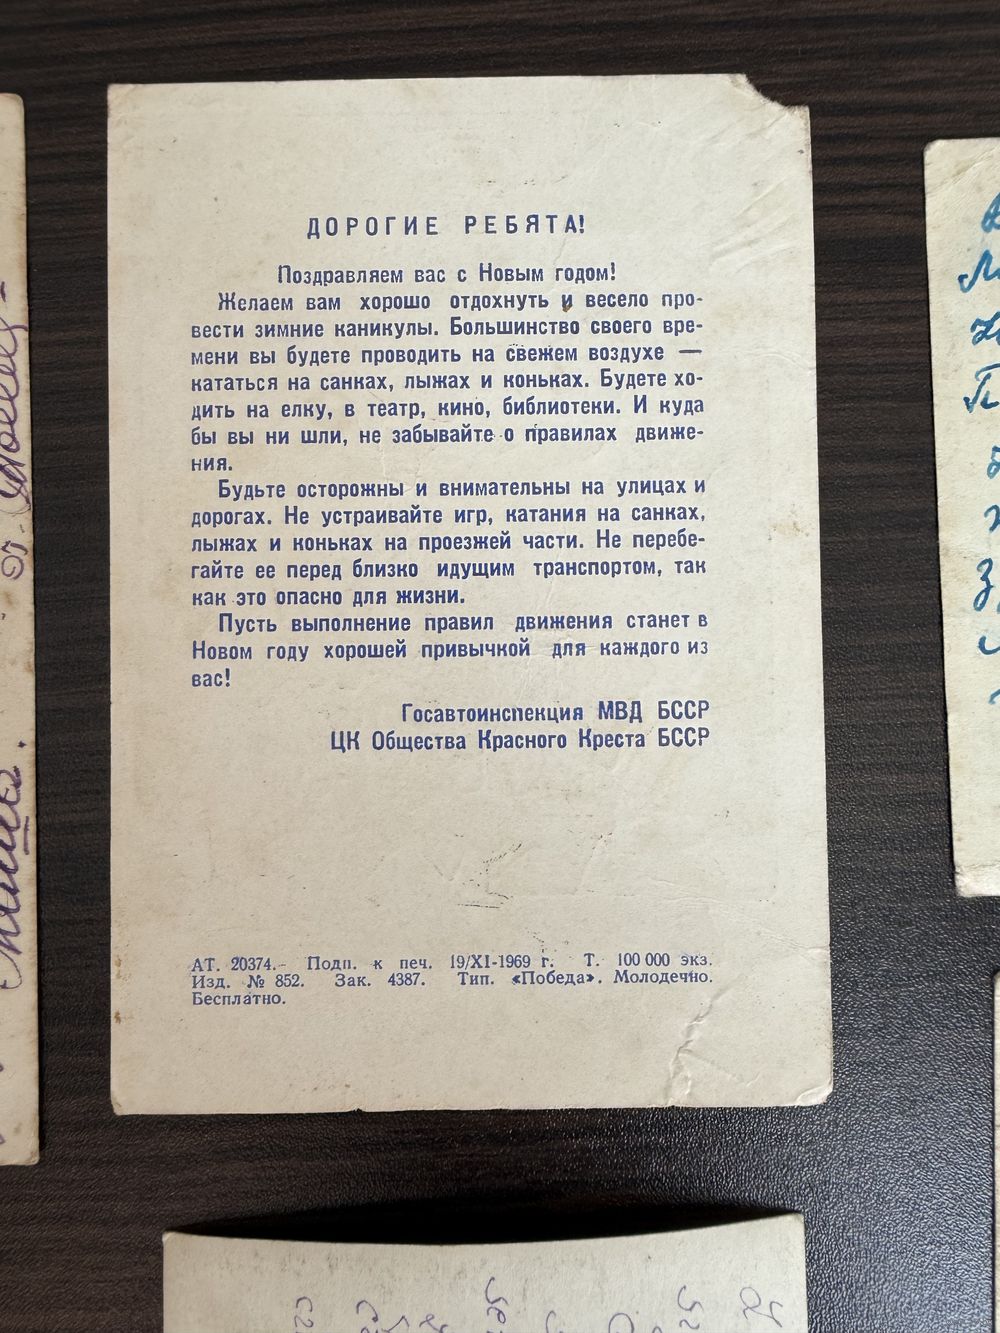 ДОРОГИЕ РЕБЯТА!
Поздравляем вас с Новым годом!
Желаем вам хорошо отдохнуть и весело про-
вести зимние каникулы. Большинство своего вре-
мени вы будете проводить на свежем воздухе —
кататься на санках, лыжах и коньках. Будете хо-
дить на елку, в театр, кино, библиотеки. И куда
бы вы ни шли, не забывайте о правилах движе-
ния.
Будьте осторожны и внимательны на улицах и
дорогах. Не устраивайте игр, катания на санках,
лыжах и коньках на проезжей части. Не перебе-
гайте ее перед близко идущим транспортом, так
как это опасно для жизни.
Пусть выполнение правил движения станет в
Новом году хорошей привычкой для каждого из
вас!
Госавтоинспекция МВД БССР
ЦК Общества Красного Креста БССР
АТ. 20374. Подп. к печ. 19/XI-1969 г. Т. 100 000 экз.
Изд. № 852. Зак. 4387. Тип. «Победа». Молодечно.
Бесплатно.